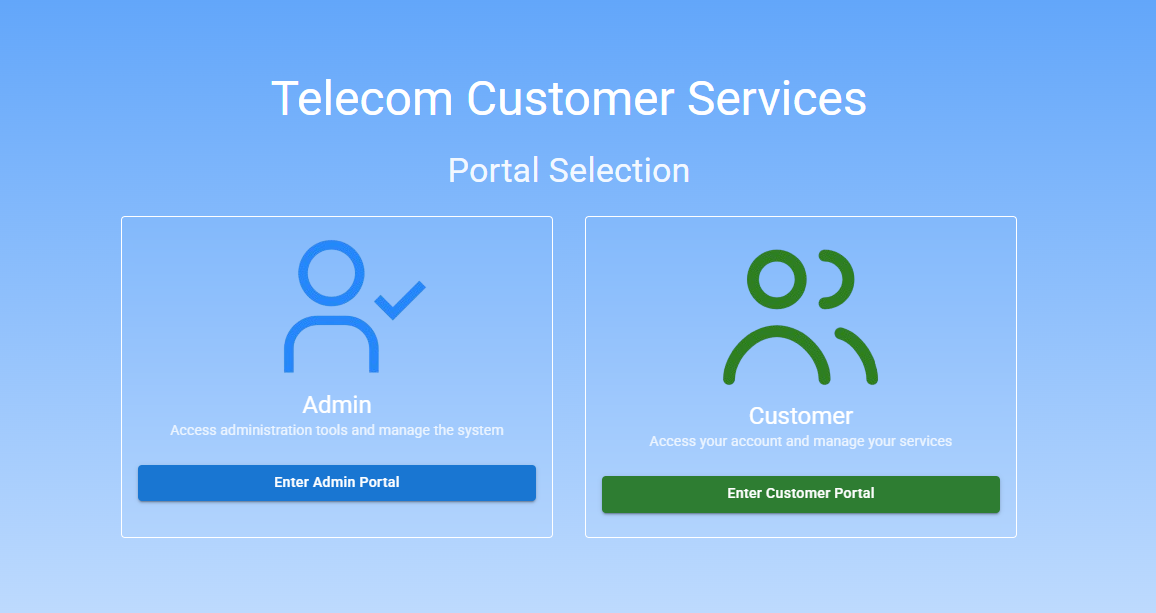 Telecom Customer Services
Portal Selection
Admin
Access administration tools and manage the system
Enter Admin Portal
Customer
Access your account and manage your services
Enter Customer Portal